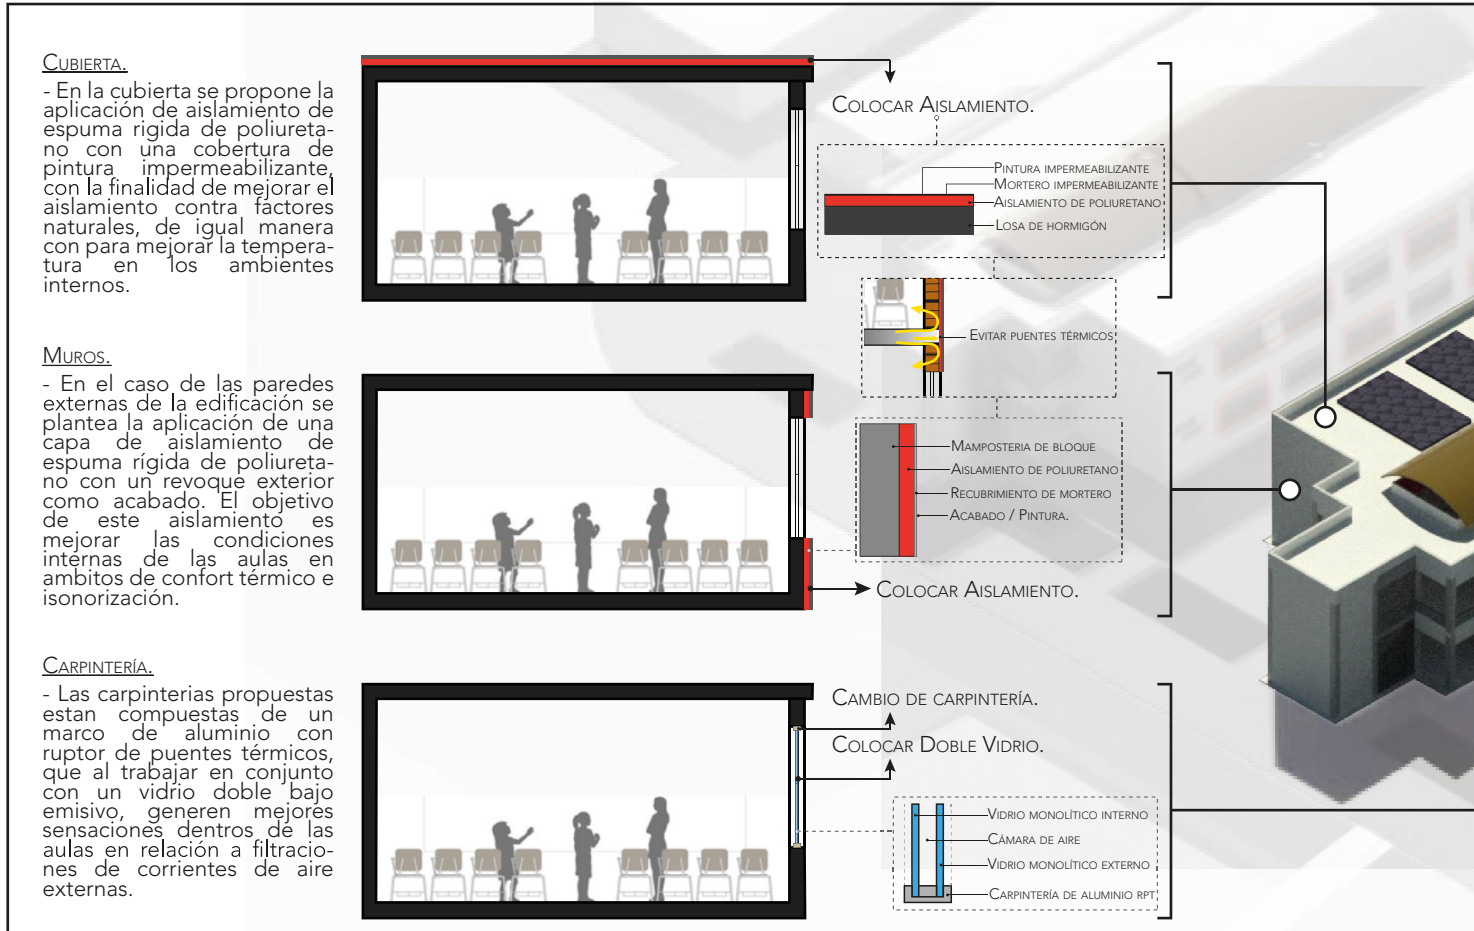 Cubierta.
- En la cubierta se propone la
aplicación de aislamiento de
espuma rigida de poliureta-
no con una cobertura de
pintura impermeabilizante,
con la finalidad de mejorar el
aislamiento contra factores
naturales, de igual manera
con para mejorar la tempera-
tura en los ambientes
internos.
Colocar Aislamiento.
Pintura impermeabilizante
Mortero impermeabilizante
Aislamiento de poliuretano
Losa de hormigón
Evitar puentes térmicos
Muros.
- En el caso de las paredes
externas de la edificación se
plantea la aplicación de una
capa de aislamiento de
espuma rígida de poliureta-
no con un revoque exterior
como acabado. El objetivo
de este aislamiento es
mejorar las condiciones
internas de las aulas en
ambitos de confort térmico e
isonorización.
Mamposteria de bloque
Aislamiento de poliuretano
Recubrimiento de mortero
Acabado / Pintura.
Colocar Aislamiento.
Carpintería.
- Las carpinterias propuestas
estan compuestas de un
marco de aluminio con
ruptor de puentes térmicos,
que al trabajar en conjunto
con un vidrio doble bajo
emisivo, generen mejores
sensaciones dentros de las
aulas en relación a filtracio-
nes de corrientes de aire
externas.
Cambio de carpintería.
Colocar Doble Vidrio.
Vidrio monolítico interno
Cámara de aire
Vidrio monolítico externo
Carpintería de aluminio rpt